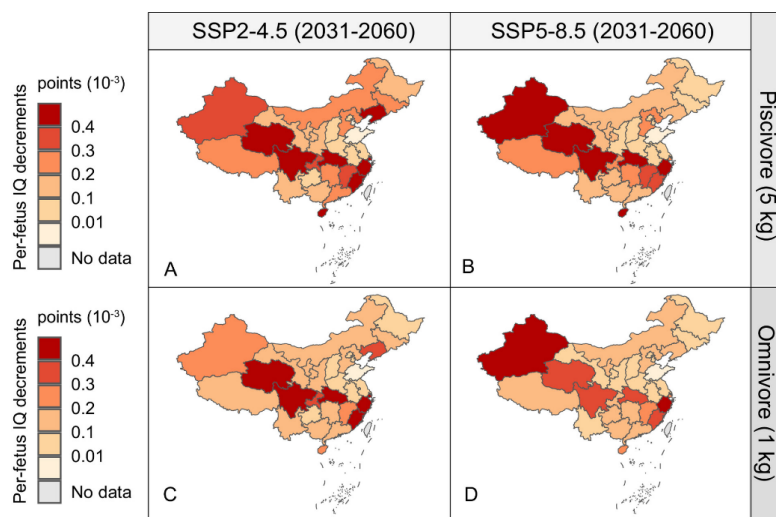 SSP2-4.5 (2031-2060)
SSP5-8.5 (2031-2060)
Per-fetus IQ decrements
points (10⁻³)
0.4
0.3
0.2
0.1
0.01
No data
A
B
Piscivore (5 kg)
Per-fetus IQ decrements
points (10⁻³)
0.4
0.3
0.2
0.1
0.01
No data
C
D
Omnivore (1 kg)